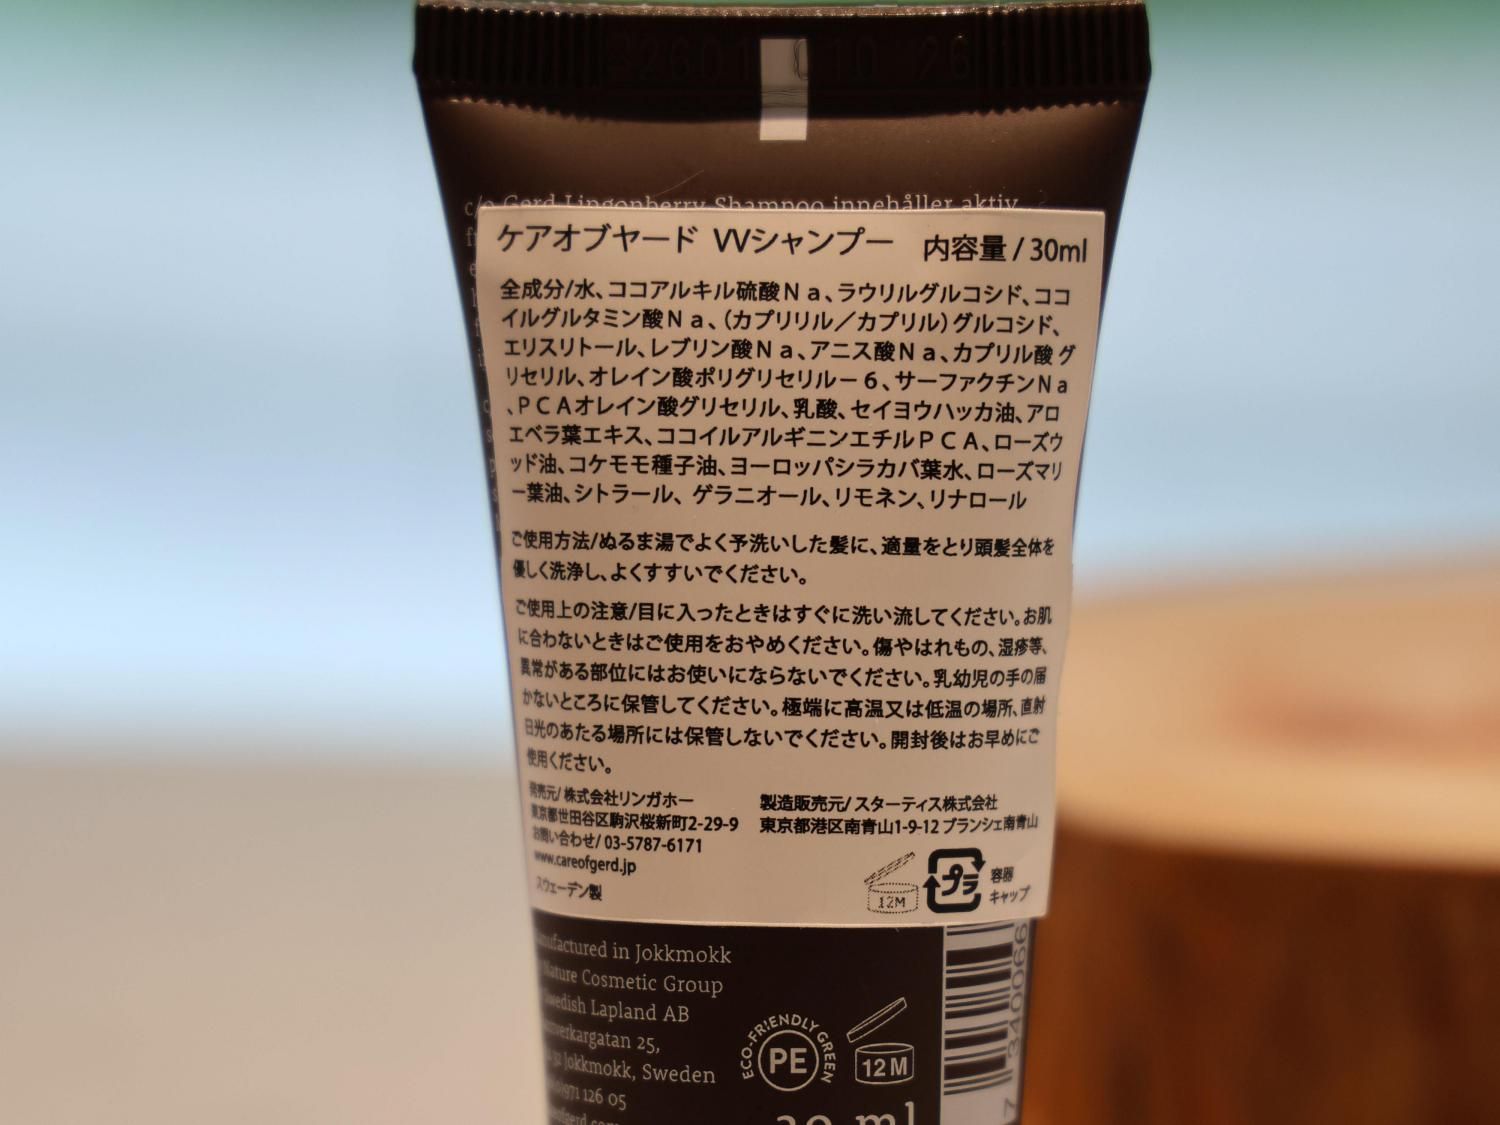 c/o Gerd Lingonberry Shampoo innehåller aktiv
ケアオブヤード VVシャンプー 内容量 / 30ml
全成分/水、ココアルキル硫酸Ｎａ、ラウリルグルコシド、ココ
イルグルタミン酸Ｎａ、（カプリリル／カプリル）グルコシド、
エリスリトール、レブリン酸Ｎａ、アニス酸Ｎａ、カプリル酸グ
リセリル、オレイン酸ポリグリセリル－６、サーファクチンＮａ
、ＰＣＡオレイン酸グリセリル、乳酸、セイヨウハッカ油、アロ
エベラ葉エキス、ココイルアルギニンエチルＰＣＡ、ローズウ
ッド油、コケモモ種子油、ヨーロッパシラカバ葉水、ローズマリ
ー葉油、シトラール、ゲラニオール、リモネン、リナロール
ご使用方法/ぬるま湯でよく予洗いした髪に、適量をとり頭髪全体を
優しく洗浄し、よくすすいでください。
ご使用上の注意/目に入ったときはすぐに洗い流してください。お肌
に合わないときはご使用をおやめください。傷やはれもの、湿疹等、
異常がある部位にはお使いにならないでください。乳幼児の手の届
かないところに保管してください。極端に高温又は低温の場所、直射
日光のあたる場所には保管しないでください。開封後はお早めにご
使用ください。
発売元/ 株式会社リンガホー
東京都世田谷区駒沢桜新町2-29-9
お問い合わせ/ 03-5787-6171
www.careofgerd.jp
スウェーデン製
製造販売元/ スターティス株式会社
東京都港区南青山1-9-12 ブランシェ南青山
12M
プラ
容器
キャップ
in Jokkmokk
Nature Cosmetic Group
Swedish Lapland AB
25,
Jokkmokk, Sweden
126 05
ECO-FRIENDLY GREEN
PE
12 M
30 ml
7 340066